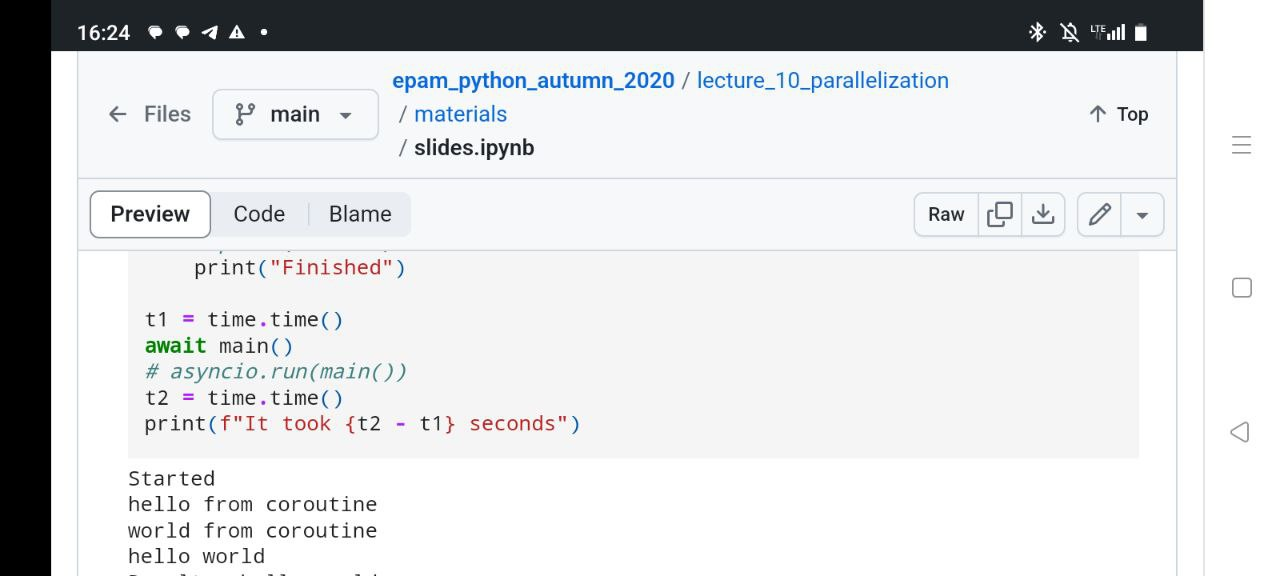 16:24
LTE
epam_python_autumn_2020 / lecture_10_parallelization
← Files
main
/ materials
↑ Top
/ slides.ipynb
Preview
Code
Blame
Raw
print("Finished")
t1 = time.time()
await main()
# asyncio.run(main())
t2 = time.time()
print(f"It took {t2 - t1} seconds")
Started
hello from coroutine
world from coroutine
hello world